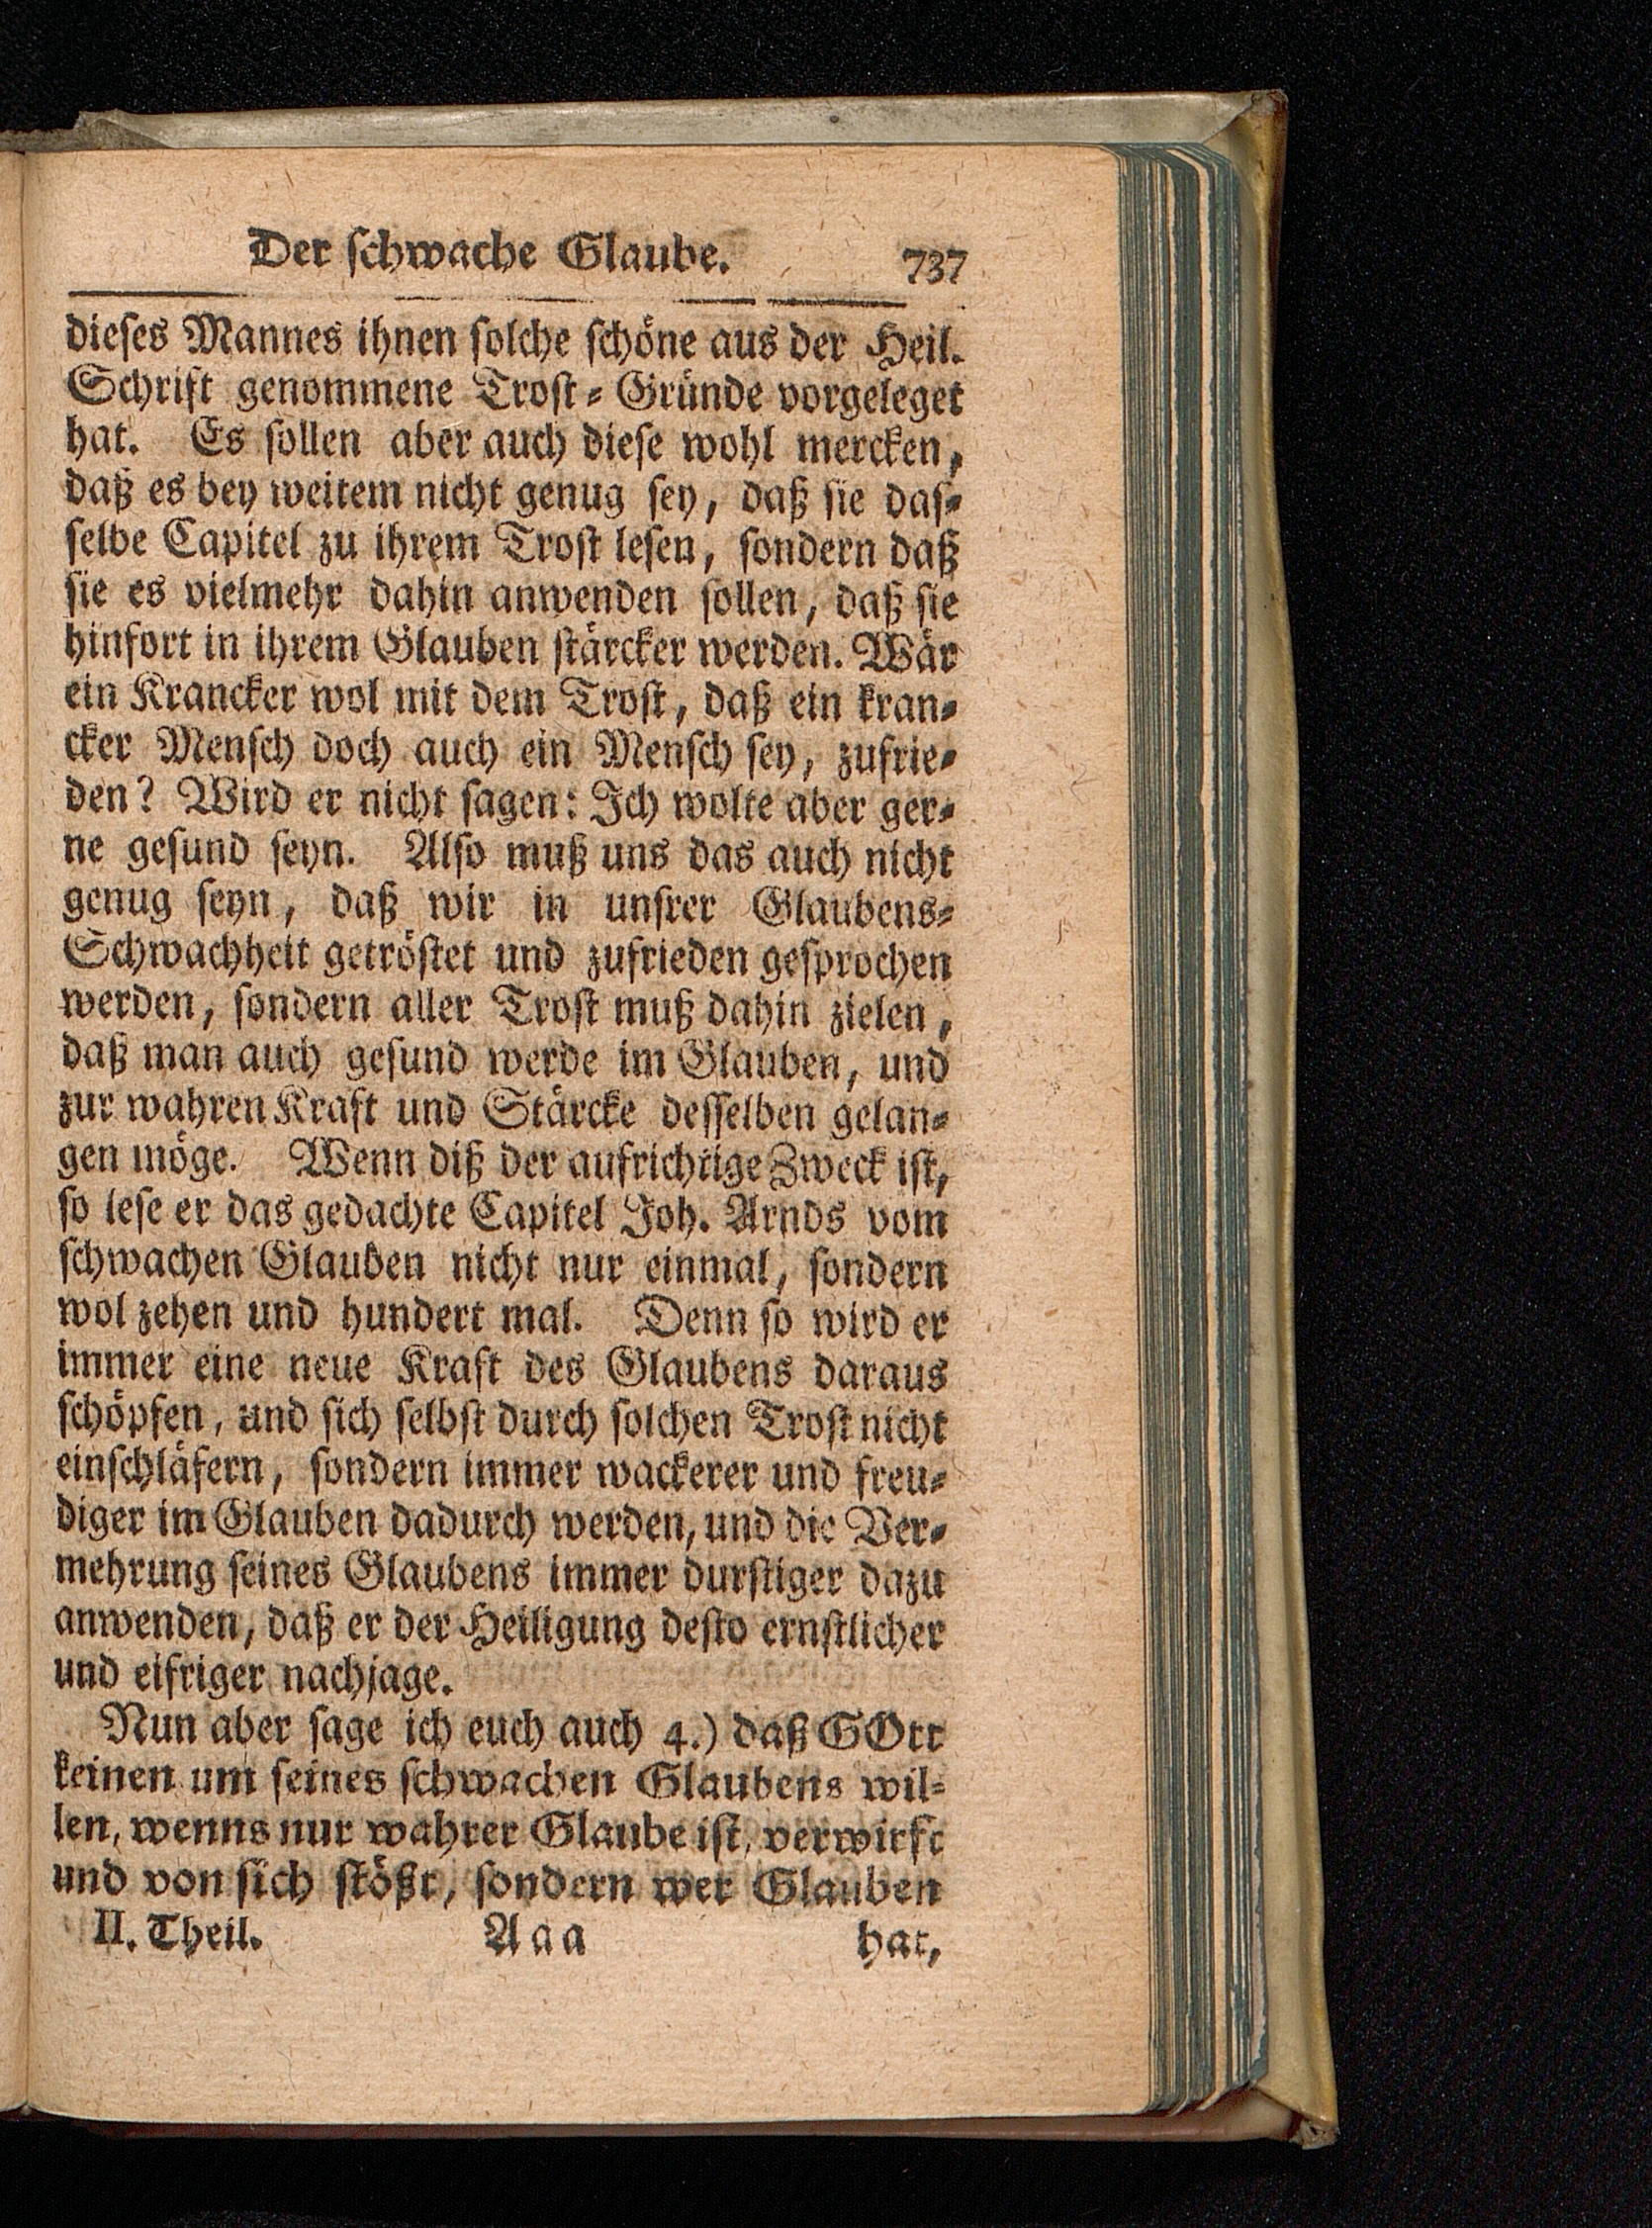 Der ſchwache Glaube. 737
dieſes Mannes ihnen ſolche ſchöne aus der Heil.
Schrift genommene Troſt⸗Gründe vorgeleget
hat. Es ſollen aber auch dieſe wohl mercken,
daß es bey weitem nicht genug ſey, daß ſie daſ⸗
ſelbe Capitel zu ihrem Troſt leſen, ſondern daß
ſie es vielmehr dahin anwenden ſollen, daß ſie
hinfort in ihrem Glauben ſtärcker werden. Wär
ein Krancker wol mit dem Troſt, daß ein kran⸗
cker Menſch doch auch ein Menſch ſey, zufrie⸗
den? Wird er nicht ſagen: Ich wolte aber ger⸗
ne geſund ſeyn. Alſo muß uns das auch nicht
genug ſeyn, daß wir in unſrer Glaubens⸗
Schwachheit getröſtet und zufrieden geſprochen
werden, ſondern aller Troſt muß dahin zielen,
daß man auch geſund werde im Glauben, und
zur wahren Kraft und Stärcke deſſelben gelan⸗
gen möge. Wenn diß der aufrichtige Zweck iſt,
ſo leſe er das gedachte Capitel Joh. Arnds vom
ſchwachen Glauben nicht nur einmal, ſondern
wol zehen und hundert mal. Denn ſo wird er
immer eine neue Kraft des Glaubens daraus
ſchöpfen, und ſich ſelbſt durch ſolchen Troſt nicht
einſchläfern, ſondern immer wackerer und freu⸗
diger im Glauben dadurch werden, und die Ver⸗
mehrung ſeines Glaubens immer durſtiger dazu
anwenden, daß er der Heiligung deſto ernſtlicher
und eifriger nachjage.
Nun aber ſage ich euch auch 4.) daß GOtt
keinen um ſeines ſchwachen Glaubens wil⸗
len, wenns nur wahrer Glaube iſt, verwirft
und von ſich ſtößt, ſondern wer Glauben
II. Theil. Aaa hat,